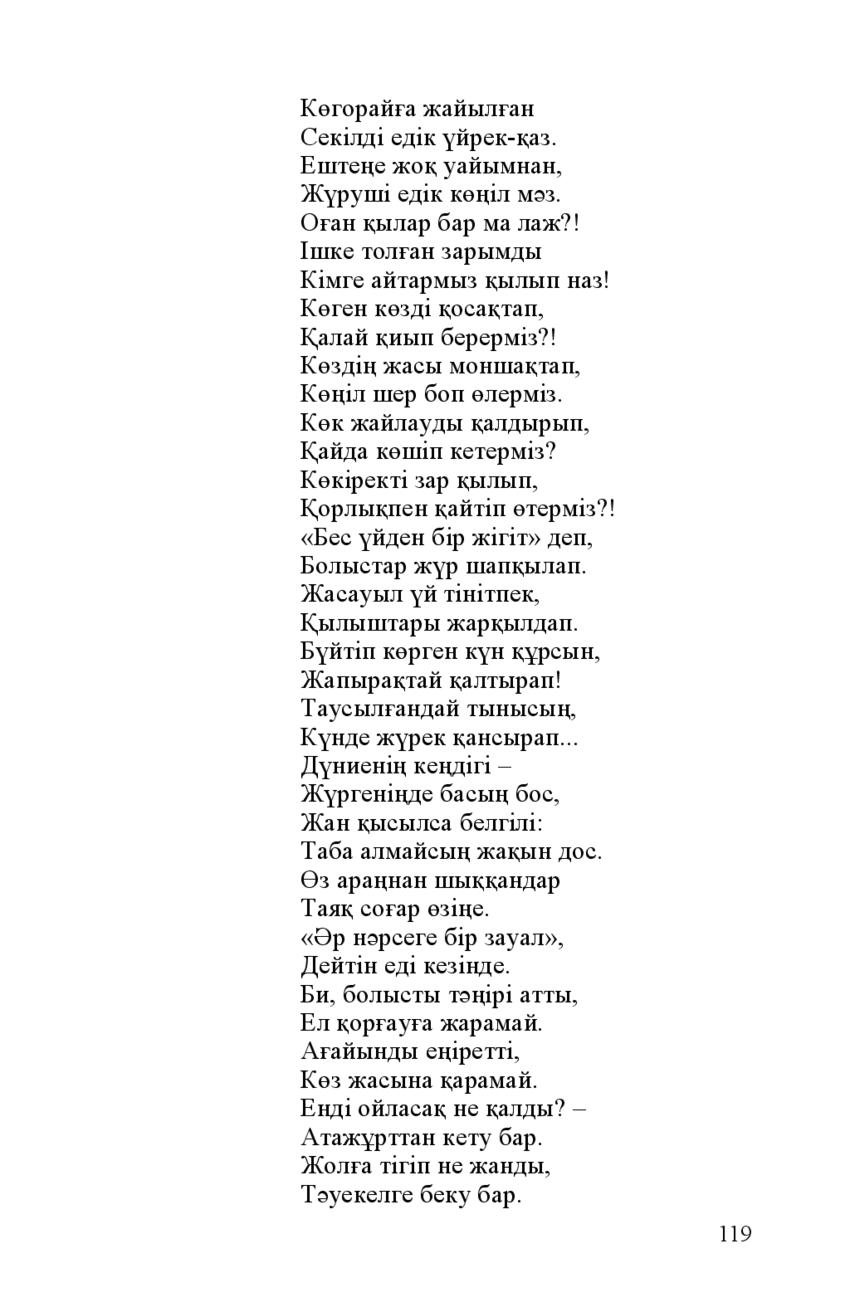 Көгорайға жайылған
Секілді едік үйрек-қаз.
Ештеңе жоқ уайымнан,
Жүруші едік көңіл мәз.
Оған қылар бар ма лаж?!
Ішке толған зарымды
Кімге айтармыз қылып наз!
Көген көзді қосақтап,
Қалай қиып берерміз?!
Көздің жасы моншақтап,
Көңіл шер боп өлерміз.
Көк жайлауды қалдырып,
Қайда көшіп кетерміз?
Көкіректі зар қылып,
Қорлықпен қайтіп өтерміз?!
«Бес үйден бір жігіт» деп,
Болыстар жүр шапқылап.
Жасауыл үй тінітпек,
Қылыштары жарқылдап.
Бүйтіп көрген күн құрсын,
Жапырақтай қалтырап!
Таусылғандай тынысың,
Күнде жүрек қансырап...
Дүниенің кеңдігі –
Жүргеніңде басың бос,
Жан қысылса белгілі:
Таба алмайсың жақын дос.
Өз араңнан шыққандар
Таяқ соғар өзіңе.
«Әр нәрсеге бір зауал»,
Дейтін еді кезінде.
Би, болысты тәңірі атты,
Ел қорғауға жарамай.
Ағайынды еңіретті,
Көз жасына қарамай.
Енді ойласақ не қалды? –
Атажұрттан кету бар.
Жолға тігіп не жанды,
Тәуекелге беку бар.
119